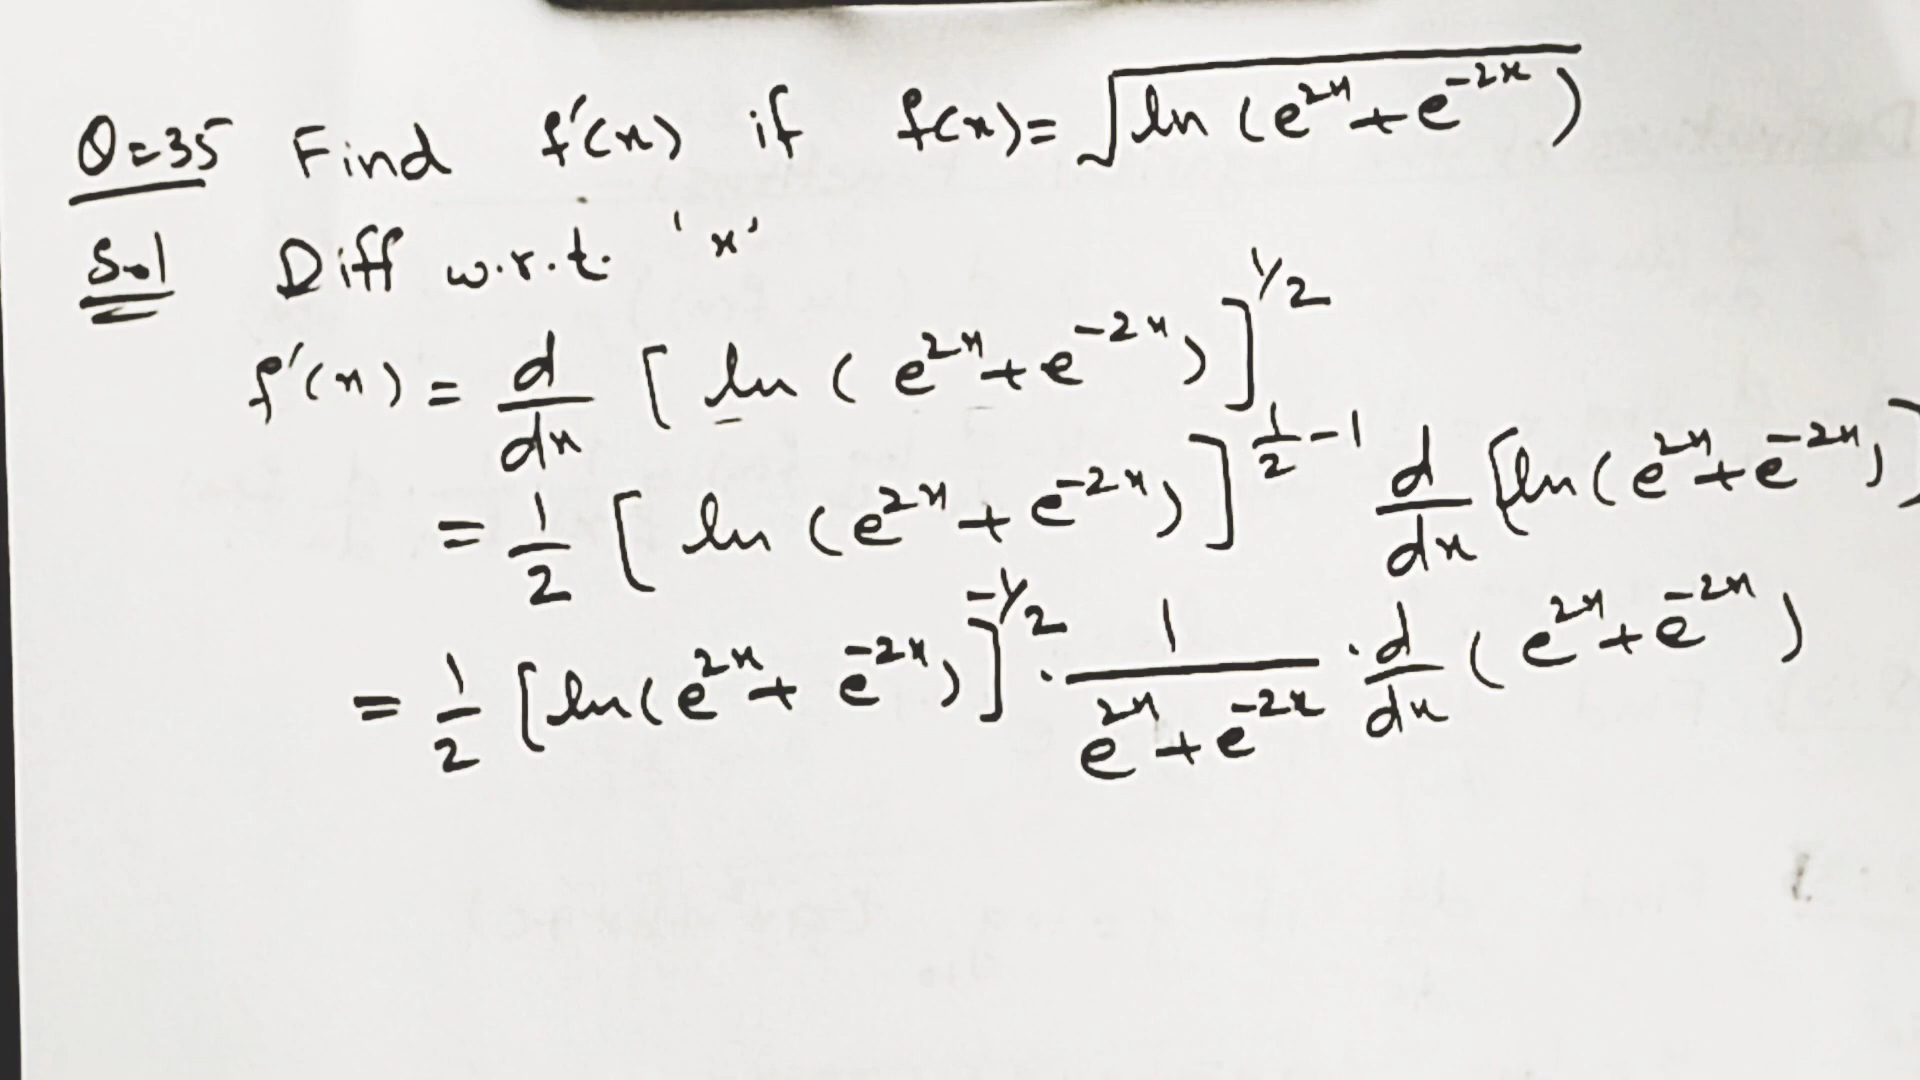 Q=35 Find f'(x) if f(x)= √ln (e^2x+e^-2x)
Sol Diff w.r.t. 'x'
f'(x) = d/dx [ ln ( e^2x+e^-2x) ]^1/2
= 1/2 [ ln (e^2x+e^-2x) ]^1/2-1 d/dx [ln(e^2x+e^-2x)]
= 1/2 [ln(e^2x+e^-2x)]^-1/2 . 1/e^2x+e^-2x . d/dx (e^2x+e^-2x)